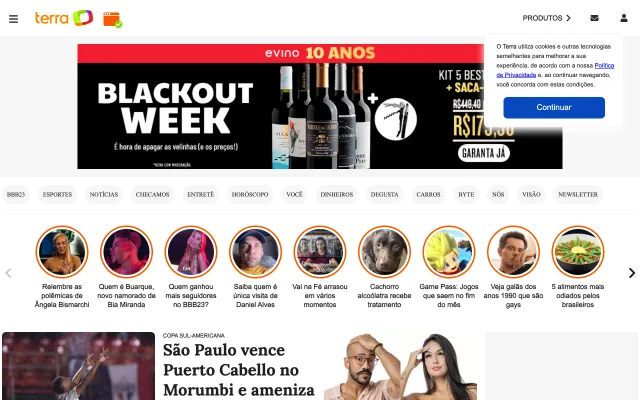 terra
PRODUTOS
evino 10 ANOS
BLACKOUT
WEEK
É hora de apagar as velinhas (e os preços!)
KIT 5 BEST
+ SACA-
R$449,40
GARANTA JÁ
O Terra utiliza cookies e outras tecnologias
semelhantes para melhorar a sua
experiência, de acordo com a nossa Política
de Privacidade e, ao continuar navegando,
você concorda com estas condições.
Continuar
BBB23 ESPORTES NOTÍCIAS CHECAMOS ENTRETÊ HORÓSCOPO VOCÊ DINHEIROS DEGUSTA CARROS BYTE NÓS VISÃO NEWSLETTER
Relembre as
polêmicas de
Ângela Bismarchi
Quem é Buarque,
novo namorado de
Bia Miranda
Quem ganhou
mais seguidores
no BBB23?
Saiba quem é
única visita de
Daniel Alves
Vai na Fé arrasou
em vários
momentos
Cachorro
alcoólatra recebe
tratamento
Game Pass: Jogos
que saem no fim
do mês
Veja galãs dos
anos 1990 que são
gays
5 alimentos mais
odiados pelos
brasileiros
COPA SUL-AMERICANA
São Paulo vence
Puerto Cabello no
Morumbi e ameniza